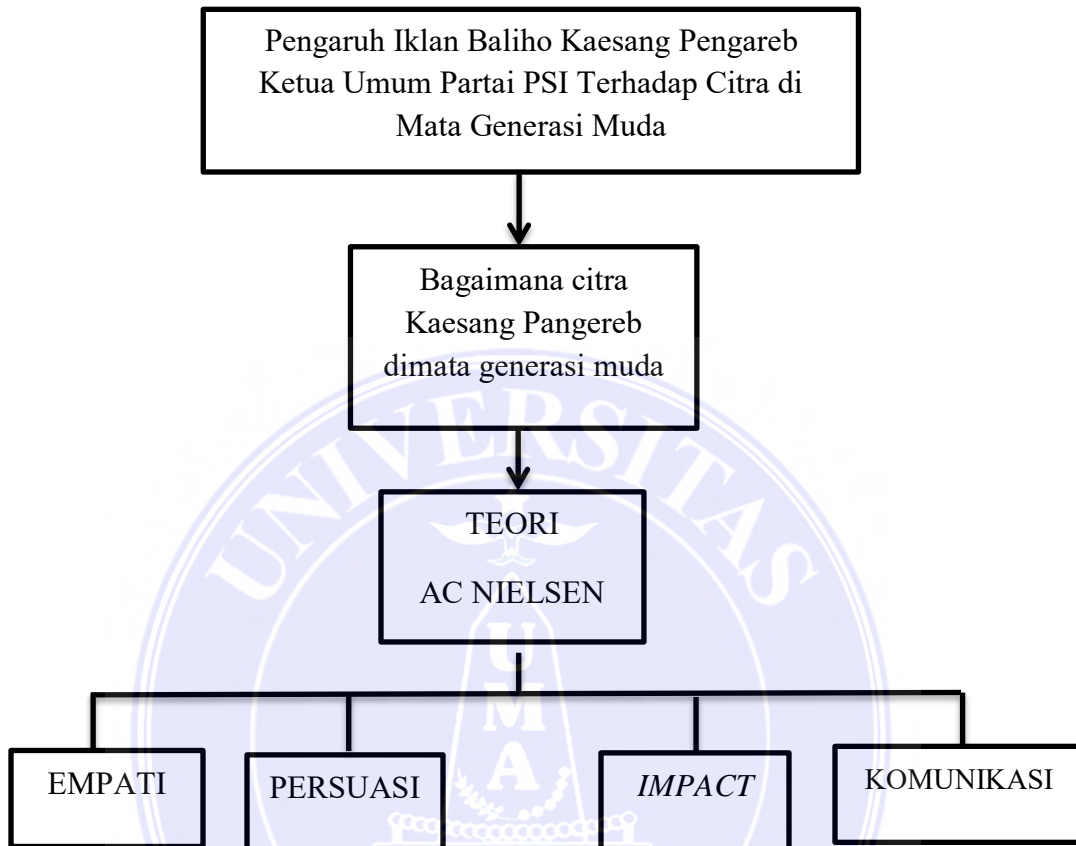 Pengaruh Iklan Baliho Kaesang Pengareb
Ketua Umum Partai PSI Terhadap Citra di
Mata Generasi Muda
Bagaimana citra
Kaesang Pangereb
dimata generasi muda
TEORI
AC NIELSEN
EMPATI
PERSUASI
IMPACT
KOMUNIKASI
UNIVERSITAS
U
M
A